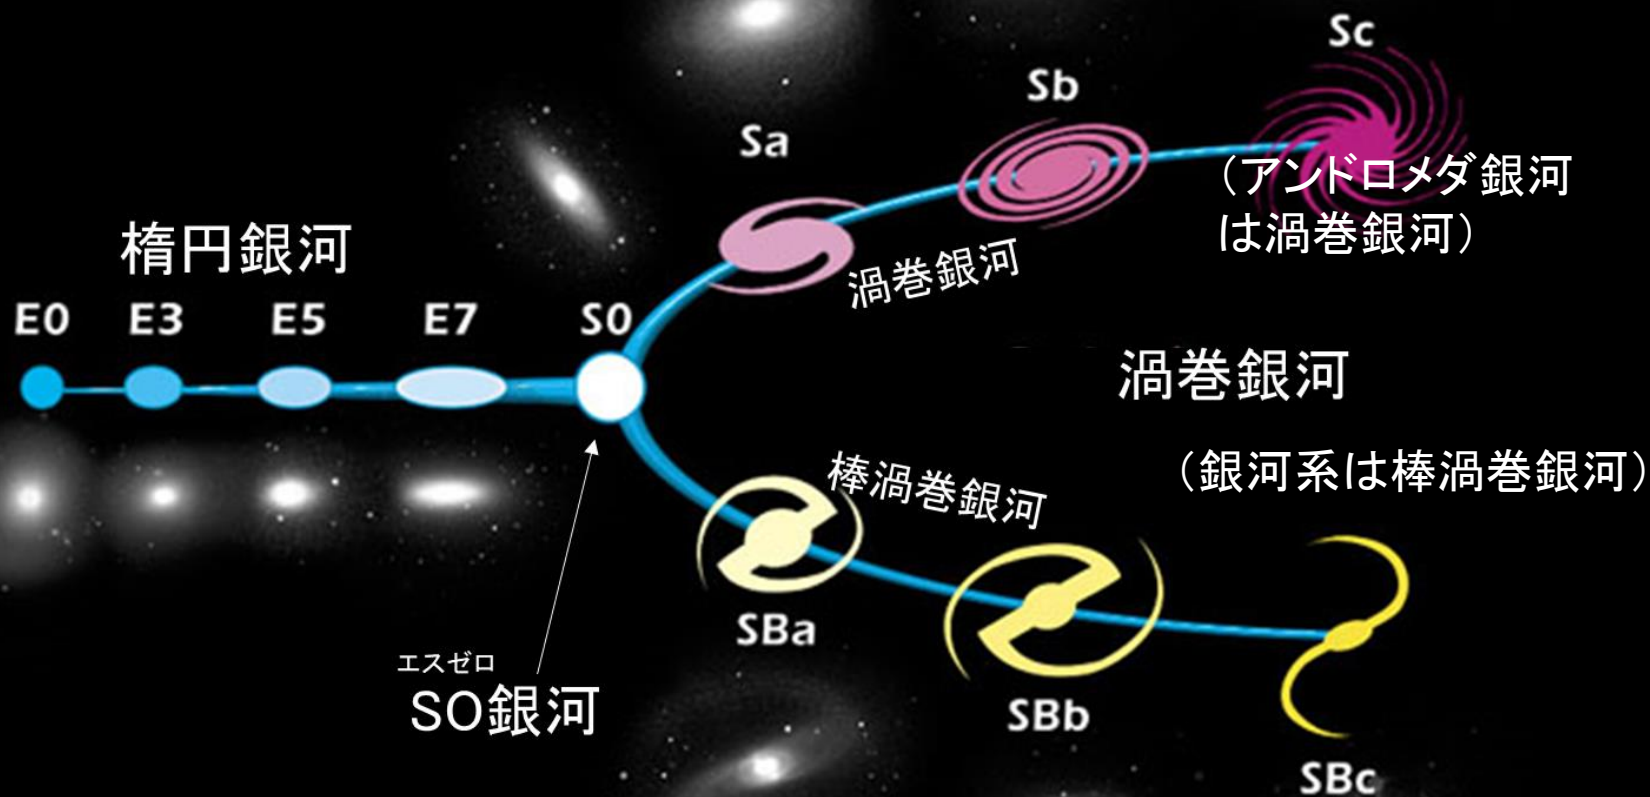 Sc
Sb
Sa
（アンドロメダ銀河
は渦巻銀河）
楕円銀河
渦巻銀河
E0 E3 E5 E7 S0
渦巻銀河
棒渦巻銀河
（銀河系は棒渦巻銀河）
SBa
エスゼロ
SO銀河
SBb
SBc